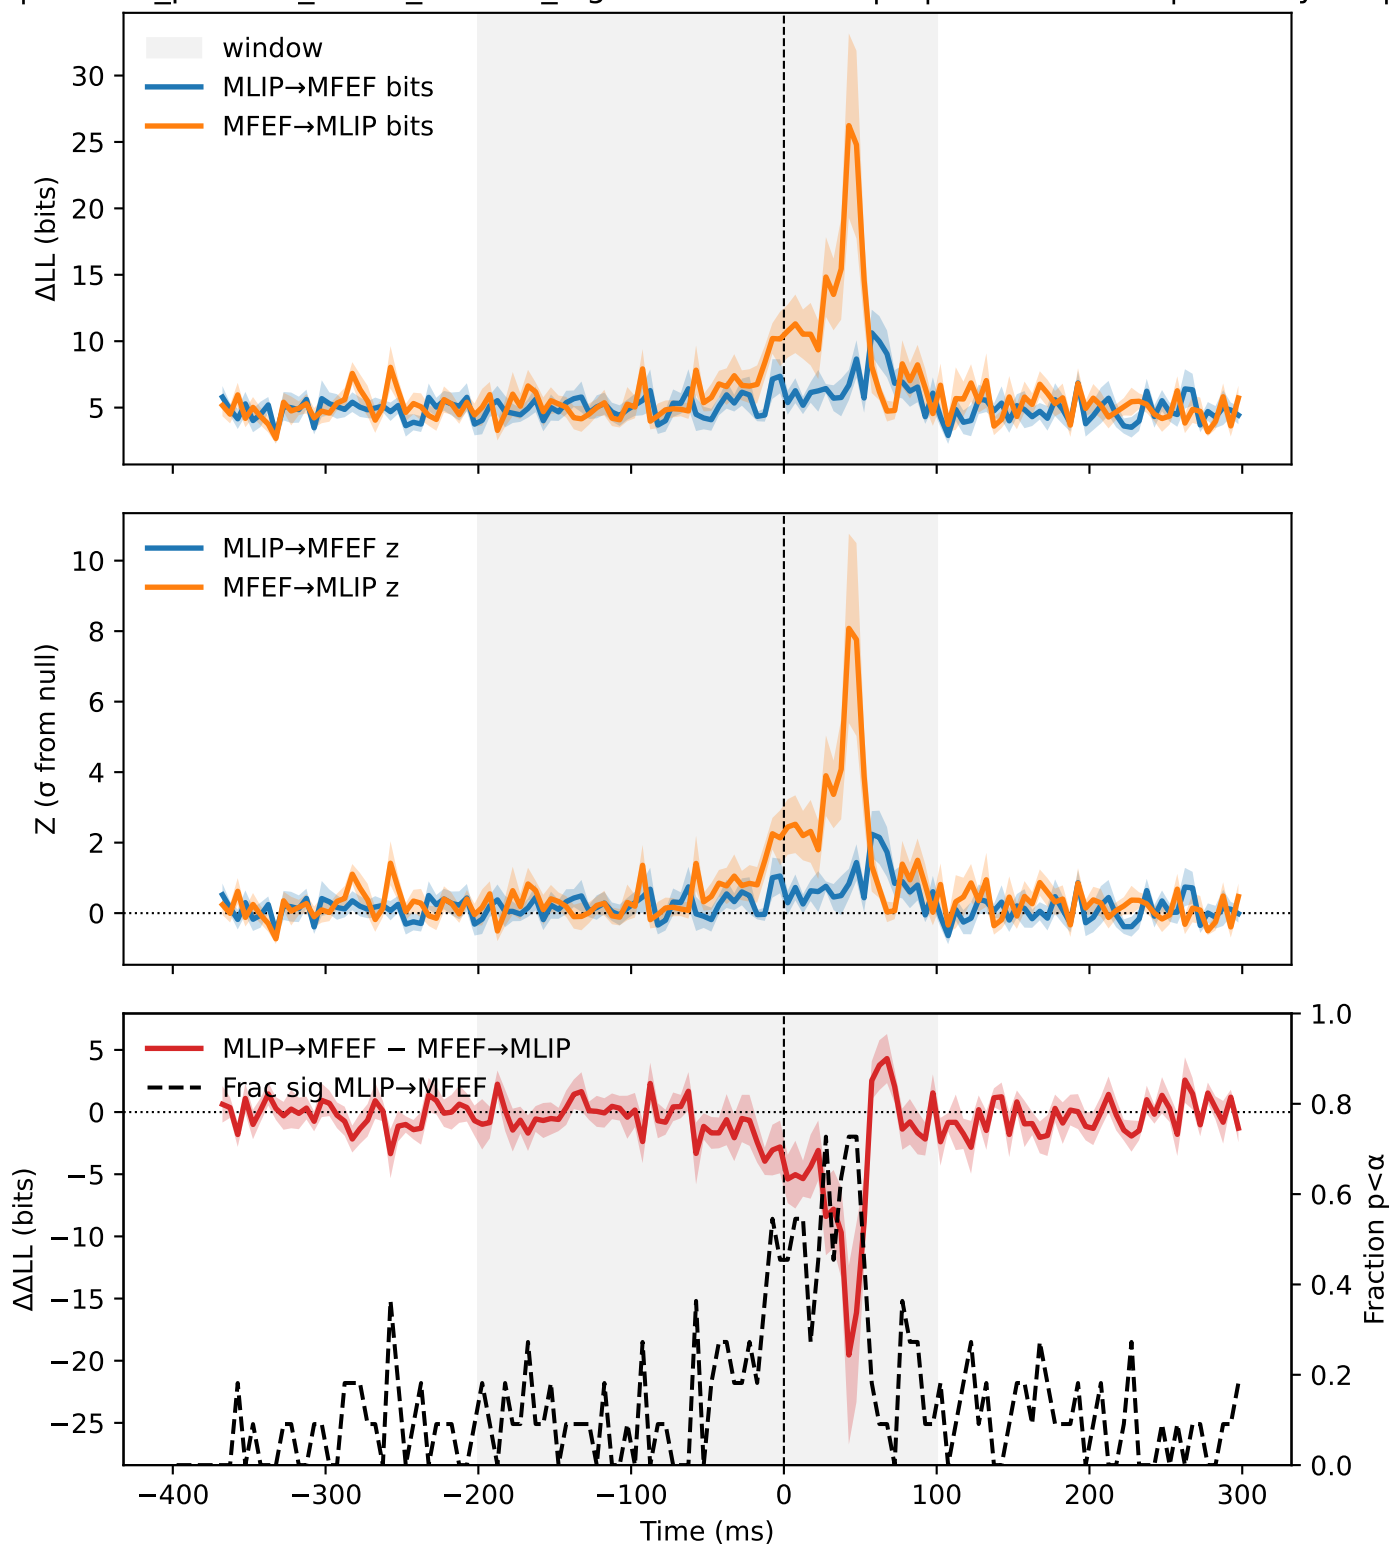 window
MLIP→MFEF bits
MFEF→MLIP bits
30
25
20
15
10
5
ΔLL (bits)
MLIP→MFEF z
MFEF→MLIP z
10
8
6
4
2
0
Z (σ from null)
MLIP→MFEF − MFEF→MLIP
Frac sig MLIP→MFEF
5
0
−5
−10
−15
−20
−25
ΔΔLL (bits)
1.0
0.8
0.6
0.4
0.2
0.0
Fraction p<α
−400 −300 −200 −100 0 100 200 300
Time (ms)